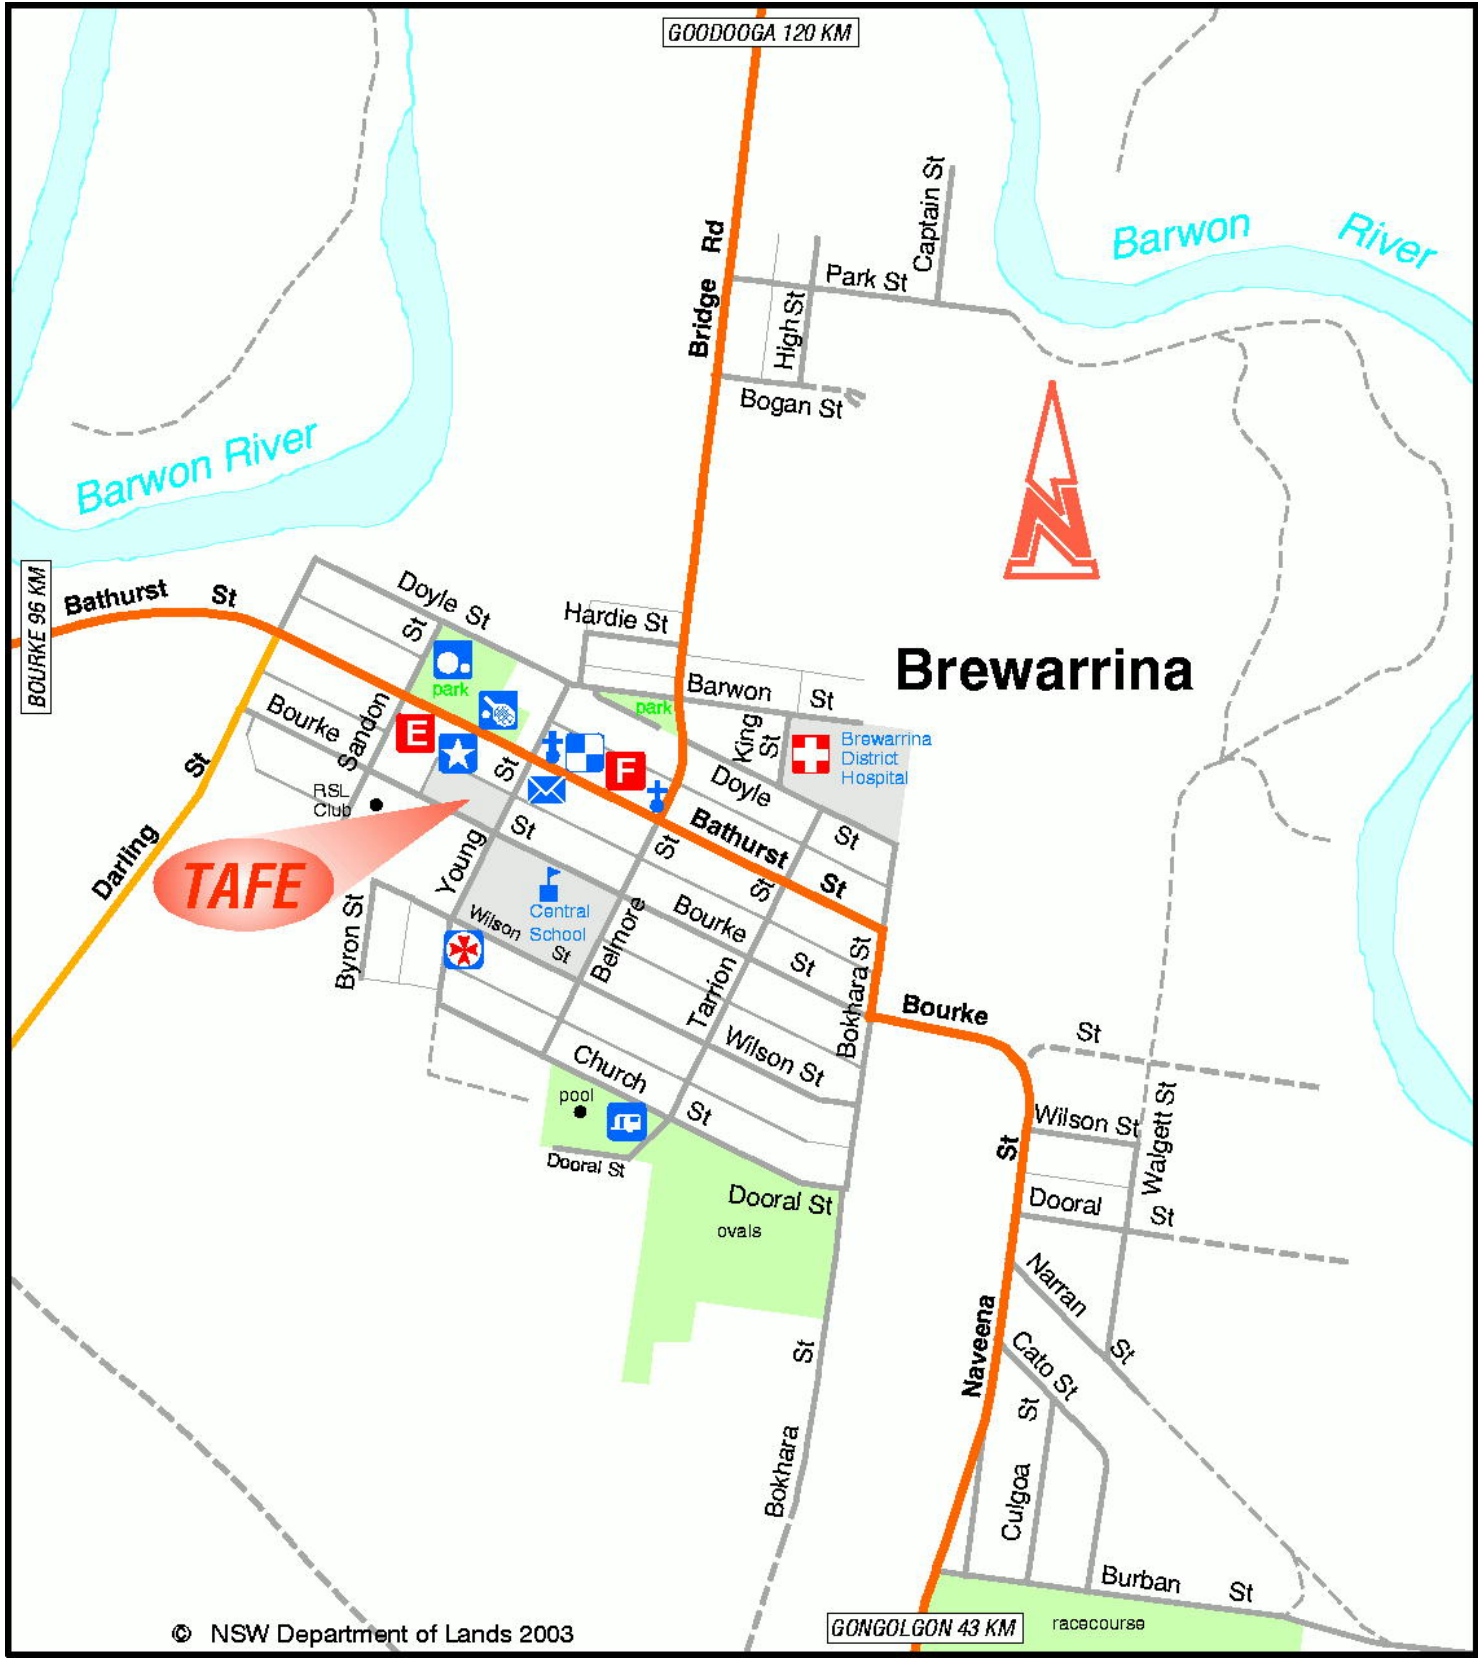 GOODOOGA 120 KM
Captain St
Barwon River
Bridge Rd
Park St
High St
Bogan St
Barwon River
N
BOURKE 96 KM
Bathurst St
Doyle St
St
Hardie St
Brewarrina
Barwon St
park
park
Bourke
Sandon
King St
E
Brewarrina
District
Hospital
F
Doyle
St
St
RSL
Club
Bathurst
St
St
St
St
Darling
TAFE
Young
St
Central
School
Wilson
St
Byron St
Belmore
Bourke
St
Tarrion
Bokhara St
Bourke
St
Wilson St
Church
St
pool
Wilson St
Walgett St
St
Dooral St
Dooral St
ovals
Dooral
St
Narran
St
Naveena
Cato St
St
Culgoa
St
Bokhara
Burban St
racecourse
GONGOLGON 43 KM
© NSW Department of Lands 2003